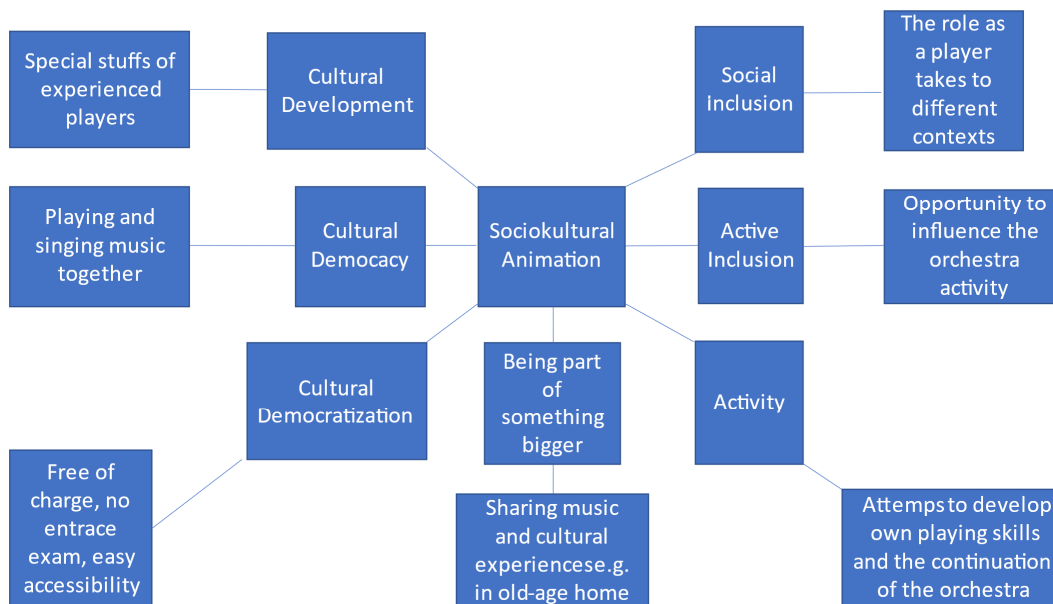 Special stuffs of
experienced
players
Cultural
Development
Social
Inclusion
The role as
a player
takes to
different
contexts
Playing and
singing music
together
Cultural
Democacy
Sociokultural
Animation
Active
Inclusion
Opportunity to
influence the
orchestra
activity
Cultural
Democratization
Being part
of
something
bigger
Activity
Free of
charge, no
entrace
exam, easy
accessibility
Sharing music
and cultural
experiencese.g.
in old-age home
Attemps to develop
own playing skills
and the continuation
of the orchestra